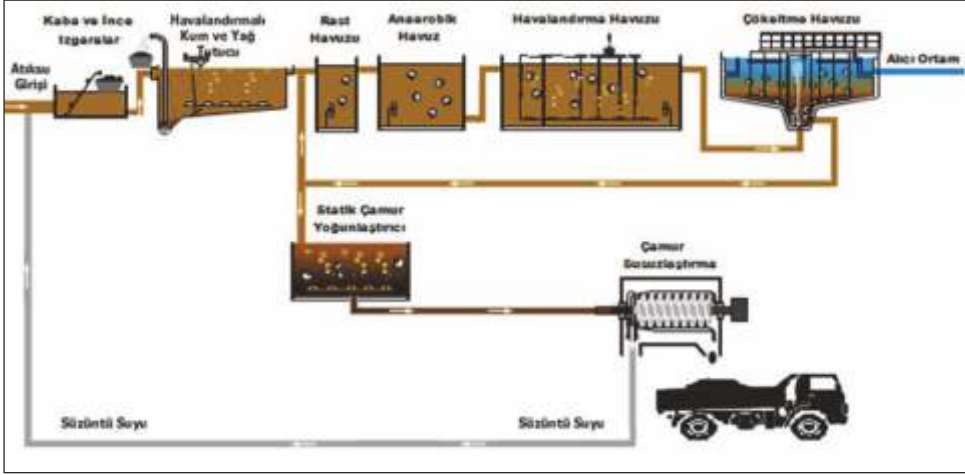 Kaba ve İnce
Izgaralar
Havalandırmalı
Kum ve Yağ
Tutucu
Rast
Havuzu
Anaerobik
Havuz
Havalandırma Havuzu
Çökeltme Havuzu
Atıksu
Girişi
Alıcı Ortam
Statik Çamur
Yoğunlaştırıcı
Çamur
Susuzlaştırma
Süzüntü Suyu
Süzüntü Suyu